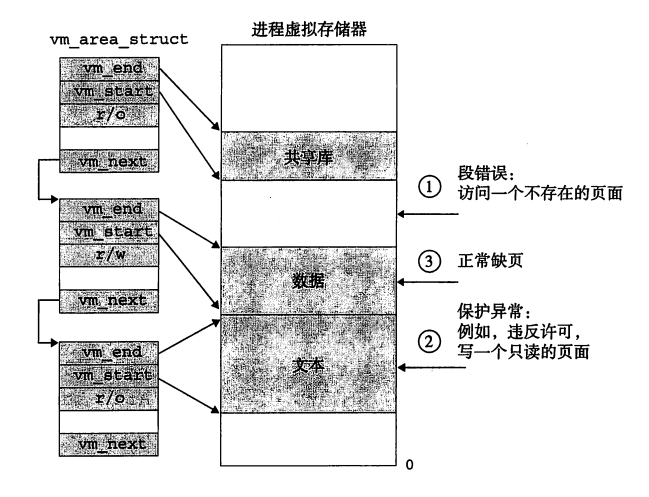 进程虚拟存储器
vm_area_struct
vm_end
vm_start
r/o
vm_next
共享库
① 段错误:
访问一个不存在的页面
vm_end
vm_start
r/w
vm_next
数据
③ 正常缺页
保护异常:
② 例如，违反许可，
写一个只读的页面
vm_end
vm_start
r/o
vm_next
文本
0